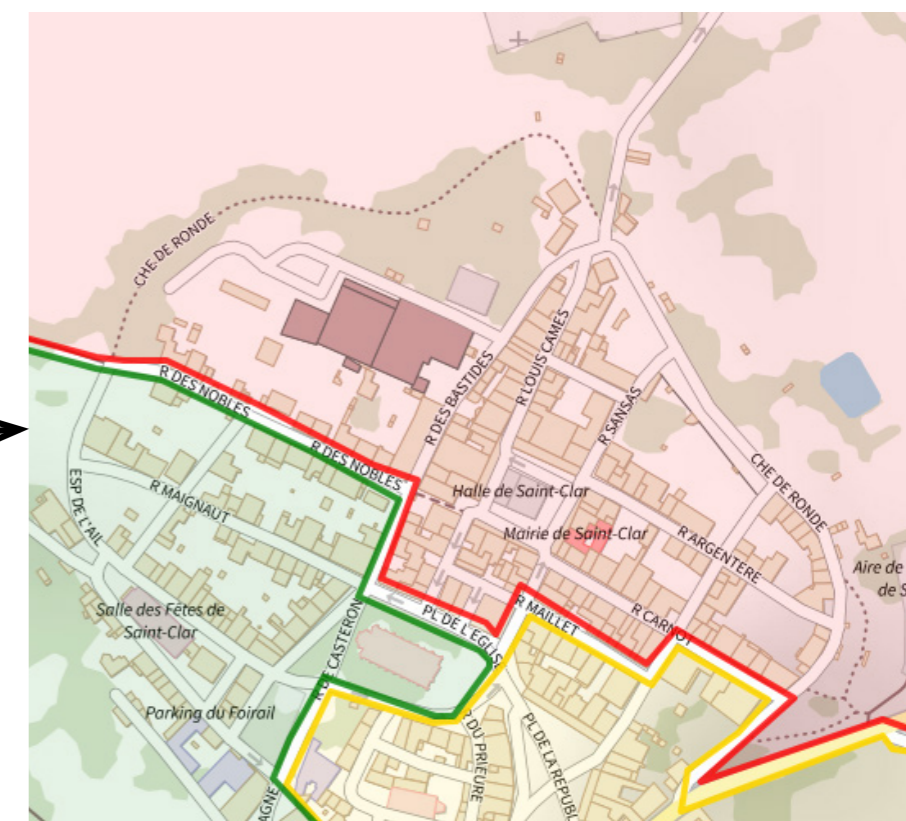 CHE DE RONDE
R DES NOBLES
R DES NOBLES
R DES BASTIDES
R LOUIS CAMES
R SANSAS
CHE DE RONDE
Halle de Saint-Clar
Mairie de Saint-Clar
R ARGENTERE
Aire de
de S
R MAIGNAUT
ESP DE L'AIL
Salle des Fêtes de
Saint-Clar
R DE CASTERON
PL DE L'EGLISE
R MAILLET
R CARNOT
Parking du Foirail
R DU PRIEURE
PL DE LA REPUBL
AGNE